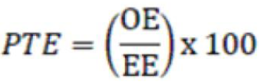 PTE = (OE/EE) x 100